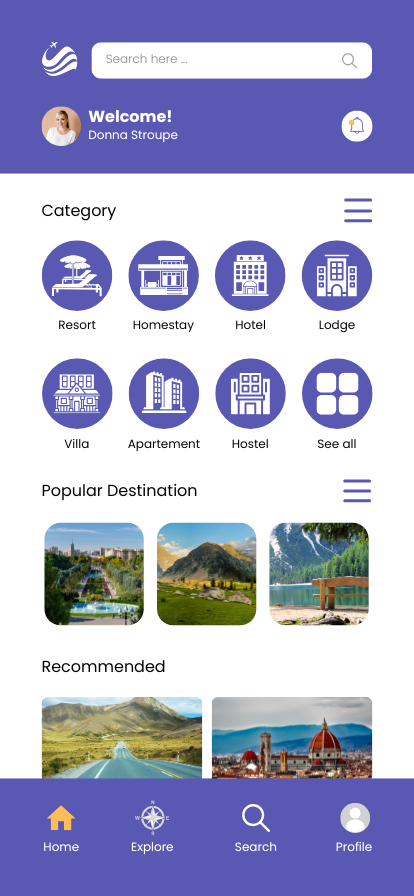 Search here ...
Welcome!
Donna Stroupe
Category
Resort Homestay Hotel Lodge
Villa Apartement Hostel See all
Popular Destination
Recommended
N
W E
S
Home Explore Search Profile